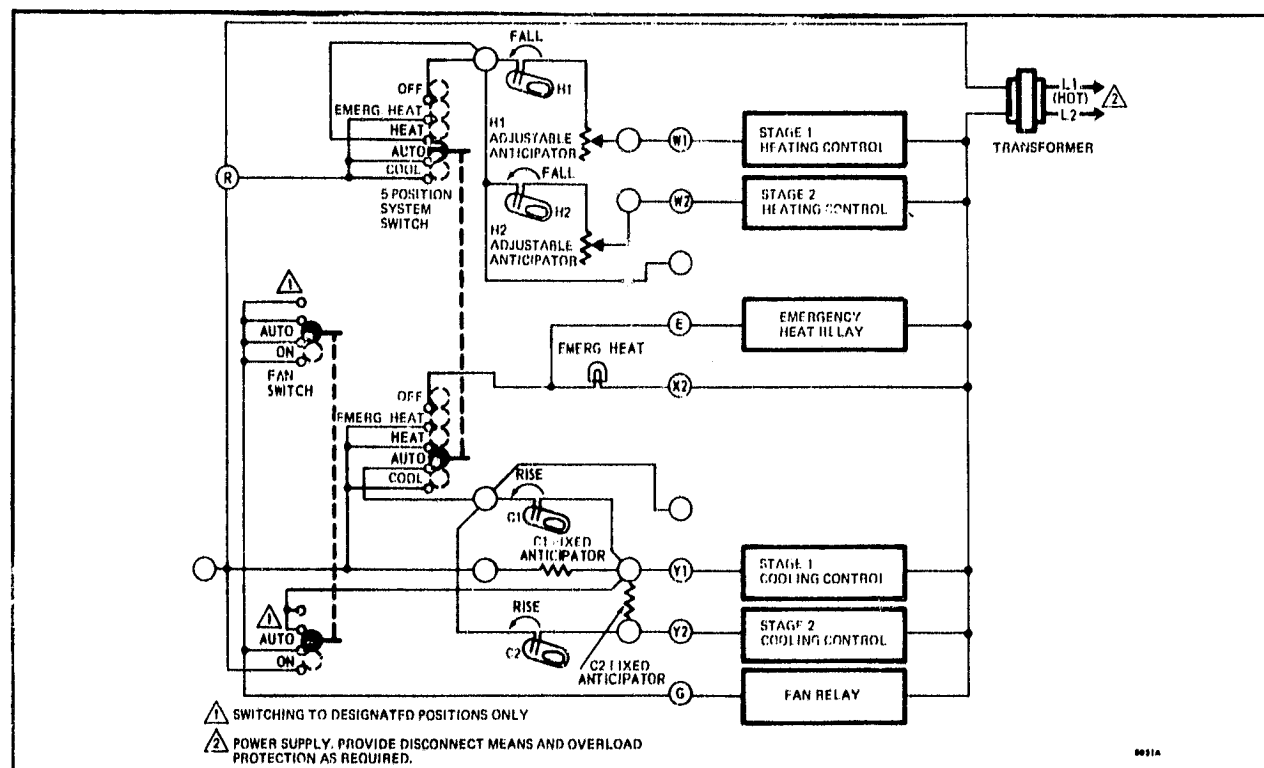 FALL
H1
OFF
EMERG HEAT
HEAT
AUTO
COOL
5 POSITION
SYSTEM
SWITCH
R
H1
ADJUSTABLE
ANTICIPATOR
FALL
H2
H2
ADJUSTABLE
ANTICIPATOR
W1
STAGE 1
HEATING CONTROL
W2
STAGE 2
HEATING CONTROL
L1
(HOT)
L2
2
TRANSFORMER
1
AUTO
ON
FAN
SWITCH
E
EMERGENCY
HEAT RELAY
EMERG HEAT
X2
OFF
EMERG HEAT
HEAT
AUTO
COOL
RISE
C1
C1 FIXED
ANTICIPATOR
Y1
STAGE 1
COOLING CONTROL
1
AUTO
ON
RISE
C2
C2 FIXED
ANTICIPATOR
Y2
STAGE 2
COOLING CONTROL
G
FAN RELAY
1 SWITCHING TO DESIGNATED POSITIONS ONLY
2 POWER SUPPLY. PROVIDE DISCONNECT MEANS AND OVERLOAD
PROTECTION AS REQUIRED.